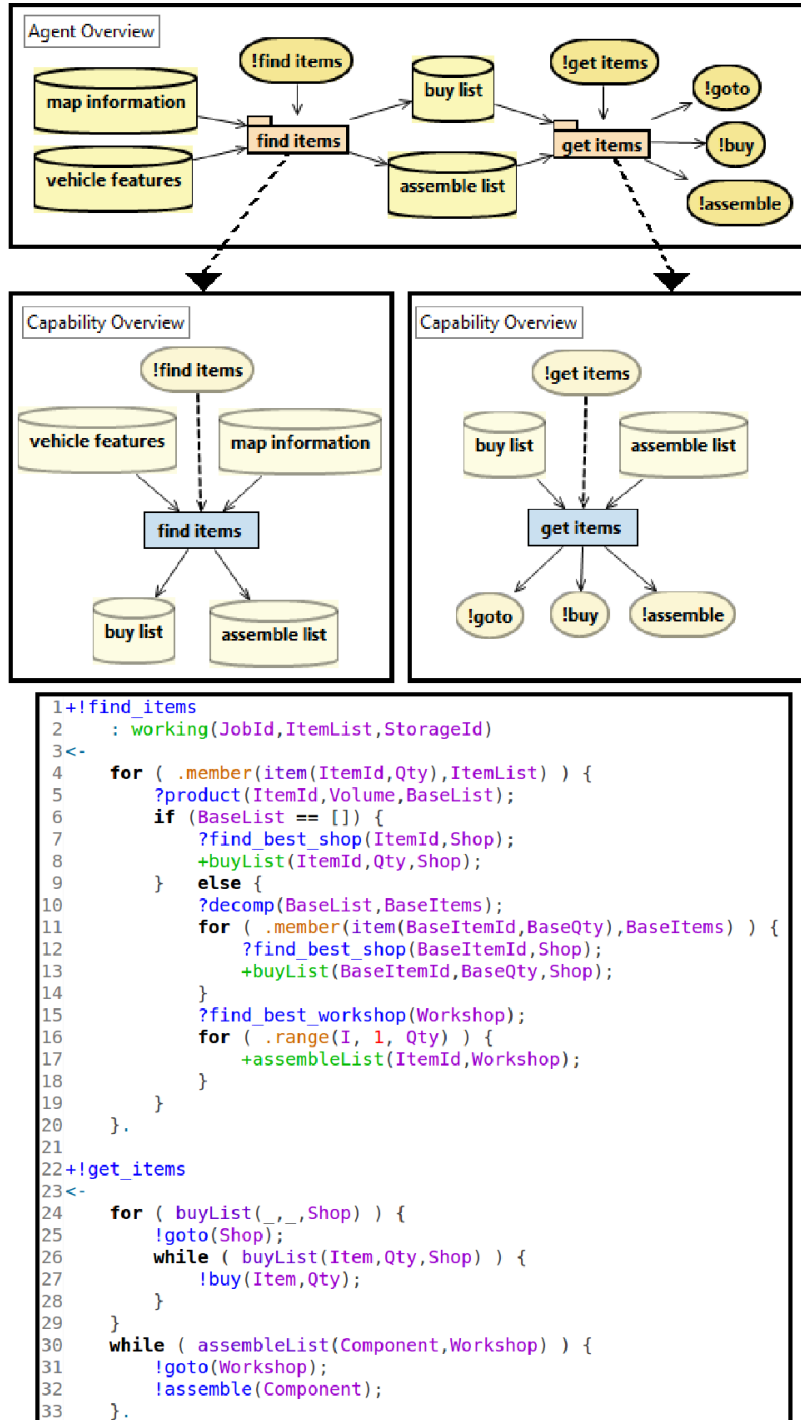 Agent Overview
!find items
!get items
map information
buy list
!goto
find items
get items
!buy
vehicle features
assemble list
!assemble
Capability Overview
!find items
vehicle features
map information
find items
buy list
assemble list
Capability Overview
!get items
buy list
assemble list
get items
!goto
!buy
!assemble
1 +!find_items
2     : working(JobId,ItemList,StorageId)
3 <-
4     for ( .member(item(ItemId,Qty),ItemList) ) {
5         ?product(ItemId,Volume,BaseList);
6         if (BaseList == []) {
7             ?find_best_shop(ItemId,Shop);
8             +buyList(ItemId,Qty,Shop);
9         }   else {
10             ?decomp(BaseList,BaseItems);
11             for ( .member(item(BaseItemId,BaseQty),BaseItems) ) {
12                 ?find_best_shop(BaseItemId,Shop);
13                 +buyList(BaseItemId,BaseQty,Shop);
14             }
15             ?find_best_workshop(Workshop);
16             for ( .range(I, 1, Qty) ) {
17                 +assembleList(ItemId,Workshop);
18             }
19         }
20     }.
21
22 +!get_items
23 <-
24     for ( buyList(_,_,Shop) ) {
25         !goto(Shop);
26         while ( buyList(Item,Qty,Shop) ) {
27             !buy(Item,Qty);
28         }
29     }
30     while ( assembleList(Component,Workshop) ) {
31         !goto(Workshop);
32         !assemble(Component);
33     }.